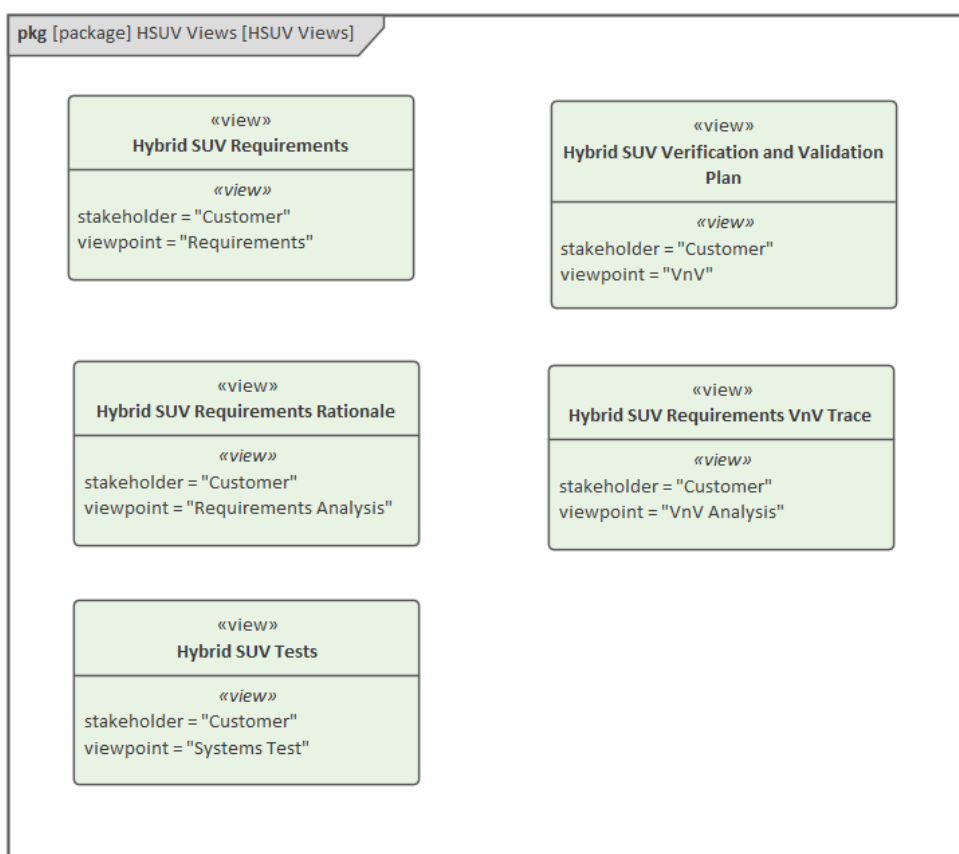 pkg [package] HSUV Views [HSUV Views]
«view»
Hybrid SUV Requirements
«view»
stakeholder = "Customer"
viewpoint = "Requirements"
«view»
Hybrid SUV Verification and Validation
Plan
«view»
stakeholder = "Customer"
viewpoint = "VnV"
«view»
Hybrid SUV Requirements Rationale
«view»
stakeholder = "Customer"
viewpoint = "Requirements Analysis"
«view»
Hybrid SUV Requirements VnV Trace
«view»
stakeholder = "Customer"
viewpoint = "VnV Analysis"
«view»
Hybrid SUV Tests
«view»
stakeholder = "Customer"
viewpoint = "Systems Test"